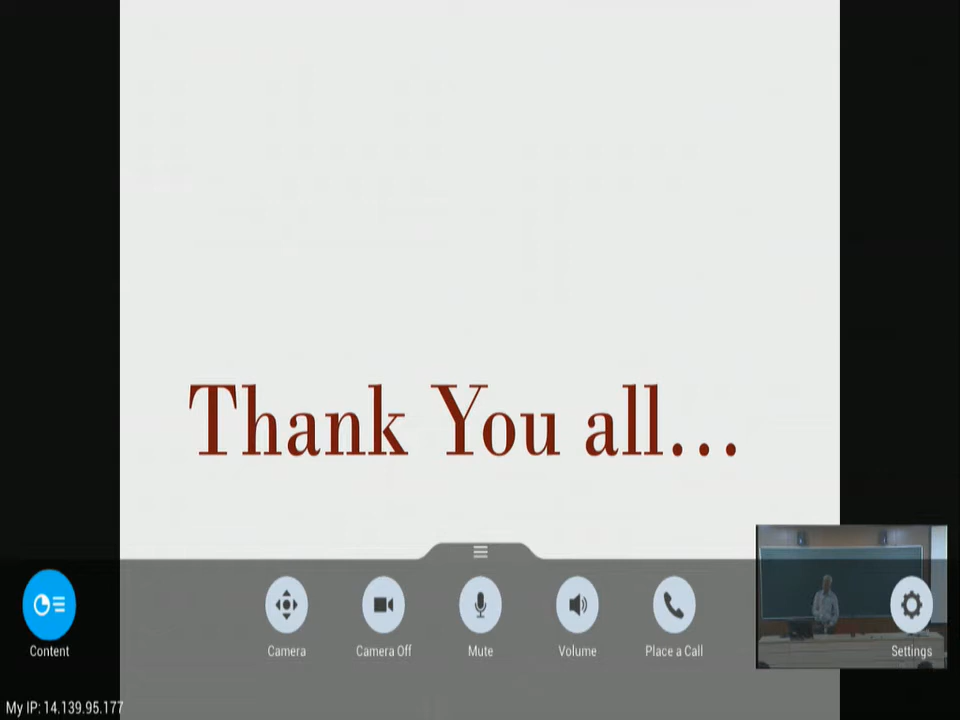 Thank You all...
Content
Camera
Camera Off
Mute
Volume
Place a Call
Settings
My IP: 14.139.95.177